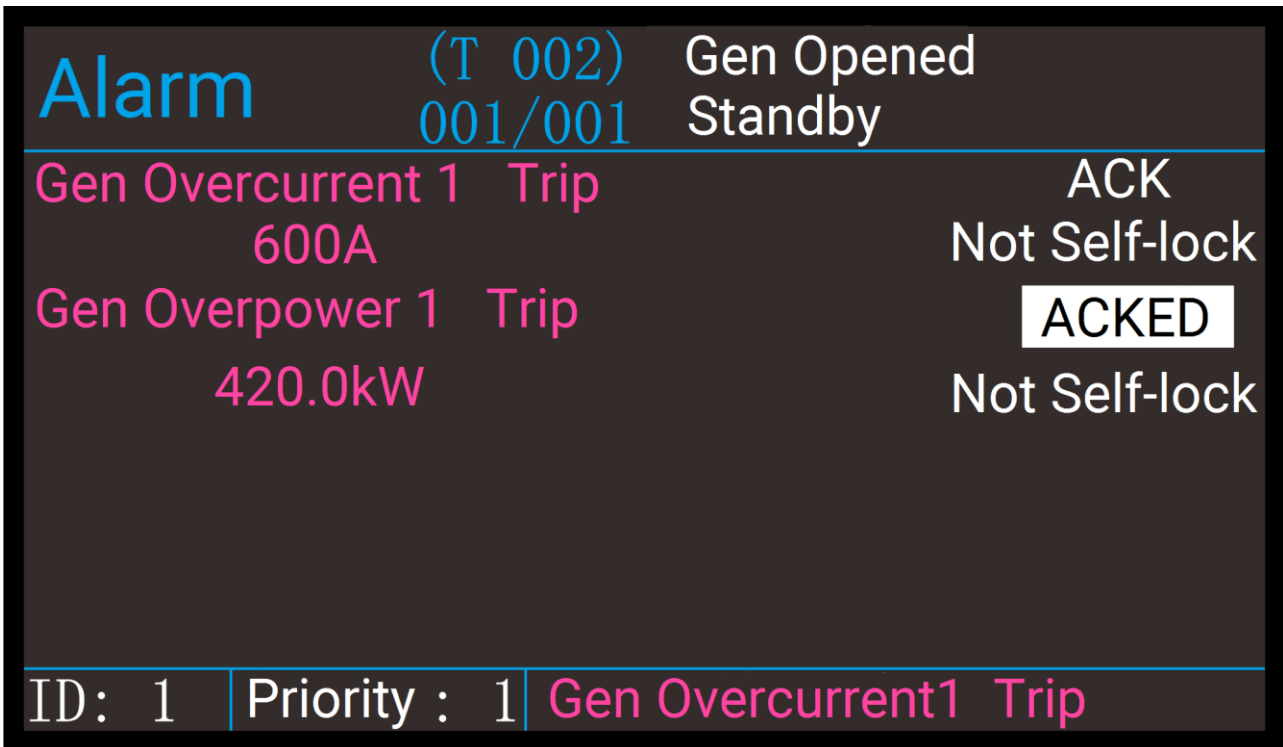 Alarm (T 002) Gen Opened
001/001 Standby
Gen Overcurrent 1 Trip ACK
600A Not Self-lock
Gen Overpower 1 Trip ACKED
420.0kW Not Self-lock
ID: 1 Priority : 1 Gen Overcurrent1 Trip